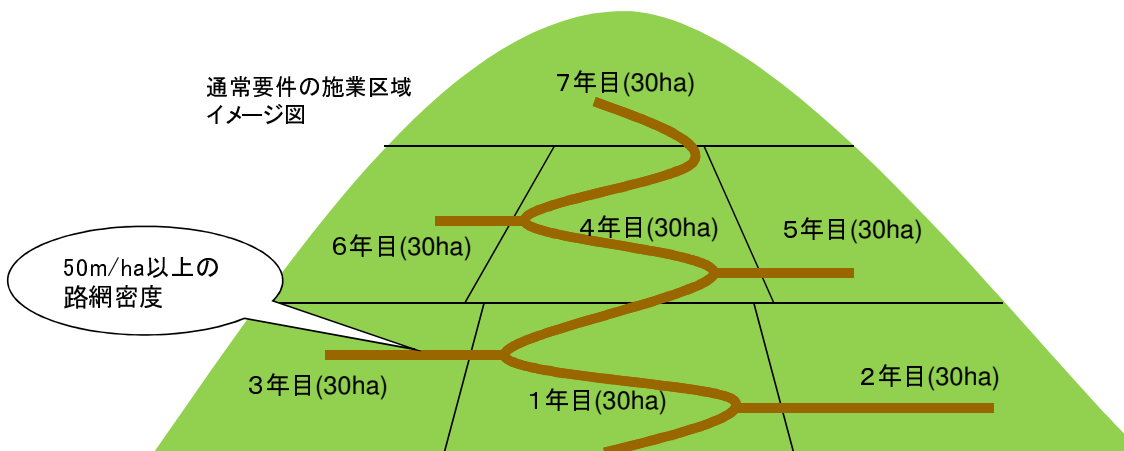 通常要件の施業区域
イメージ図
７年目(30ha)
６年目(30ha)
４年目(30ha)
５年目(30ha)
50m/ha以上の
路網密度
３年目(30ha)
１年目(30ha)
２年目(30ha)